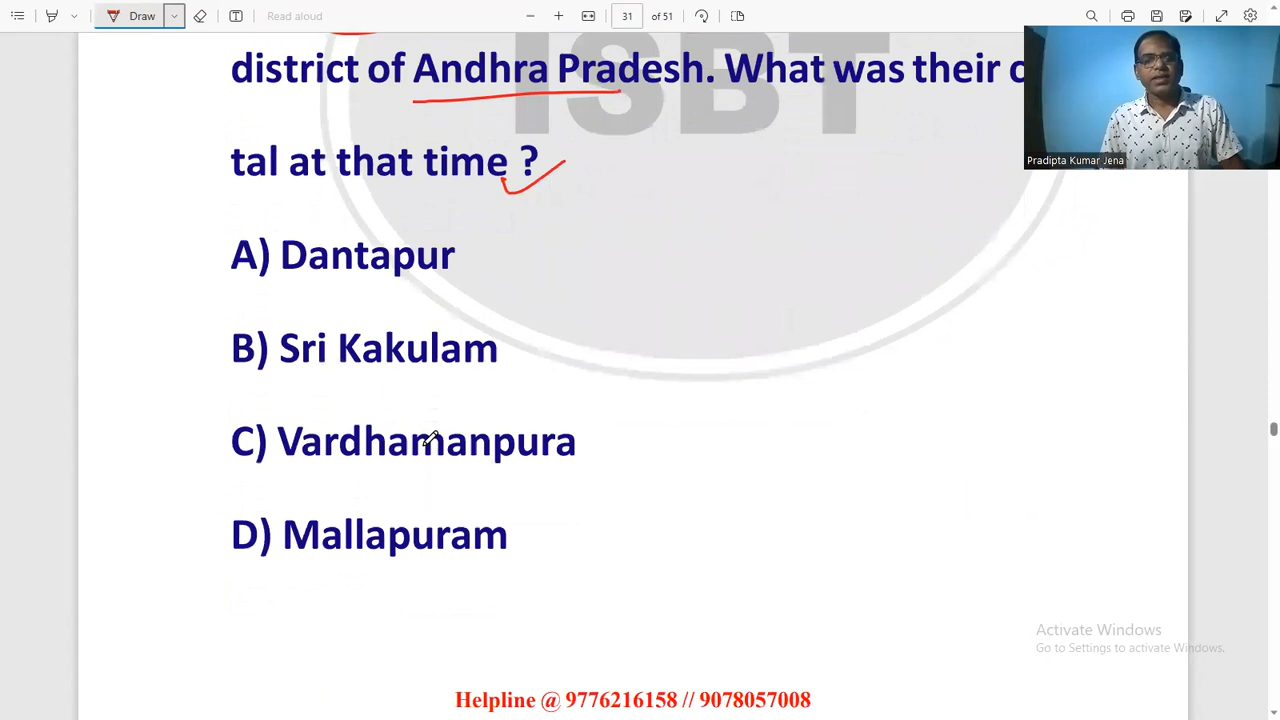 Draw
Read aloud
31 of 51
district of Andhra Pradesh. What was their
ISBT
Pradipta Kumar Jena
tal at that time ?
A) Dantapur
B) Sri Kakulam
C) Vardhamanpura
D) Mallapuram
Activate Windows
Go to Settings to activate Windows.
Helpline @ 9776216158 // 9078057008